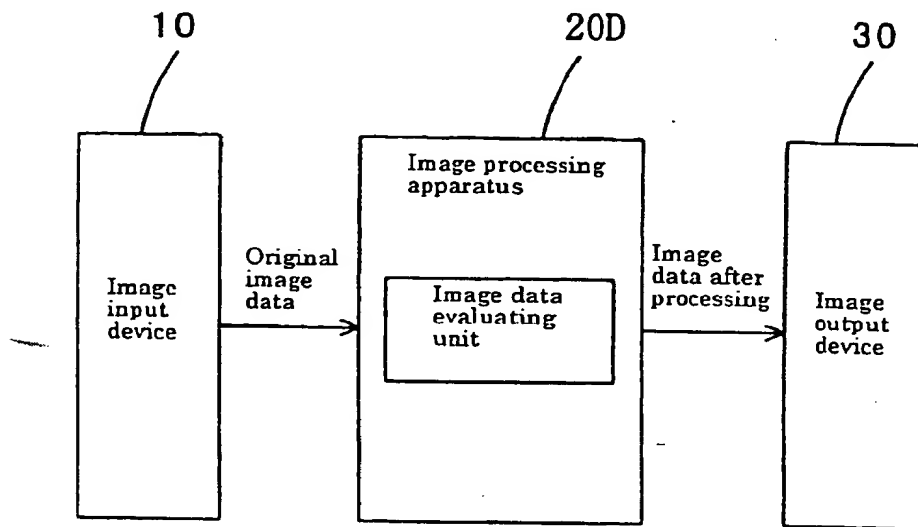 10
20D
30
Image processing
apparatus
Original
image
data
Image
data after
processing
Image
input
device
Image data
evaluating
unit
Image
output
device